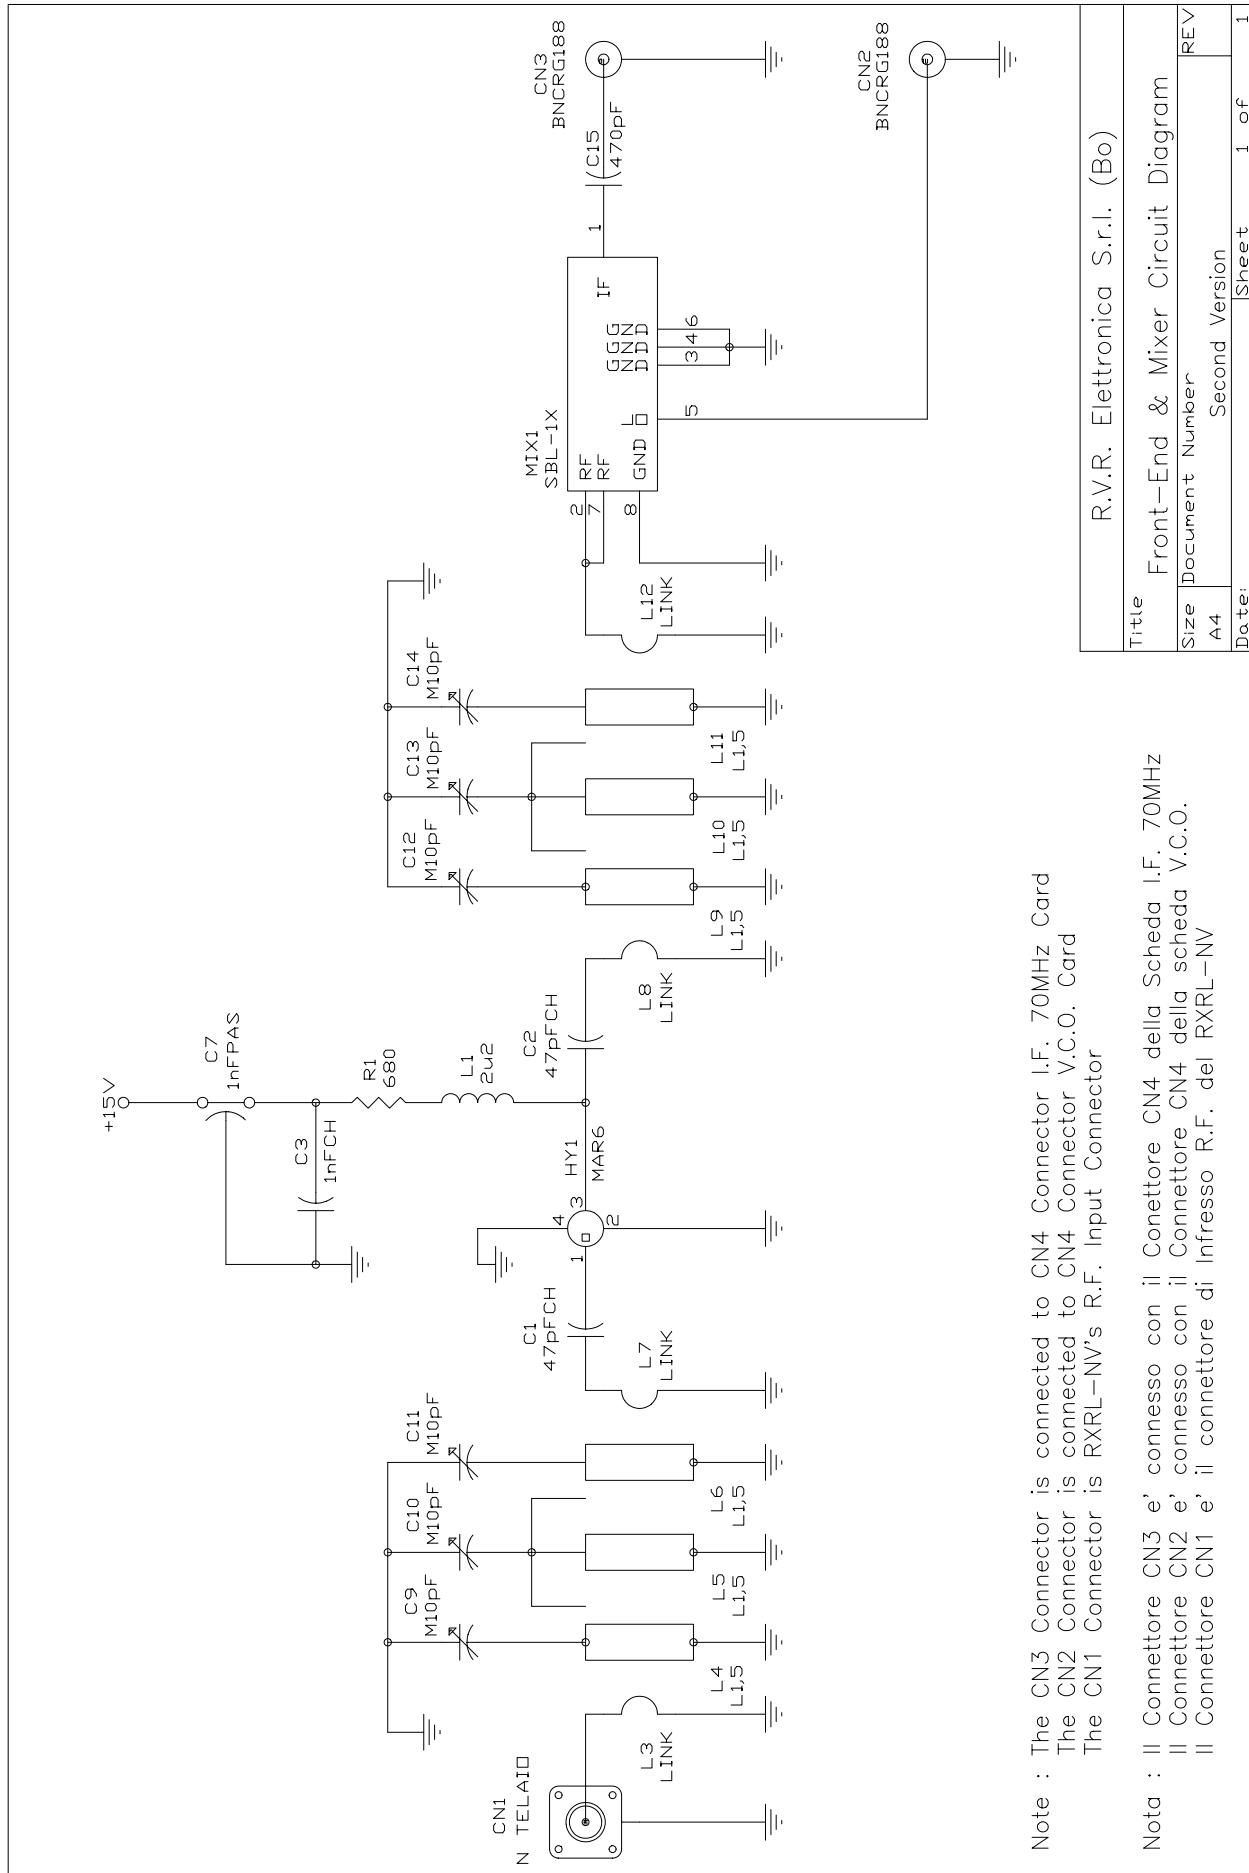 CN1
N TELAIO
L3
LINK
C9
M10pF
C10
M10pF
C11
M10pF
L4
L1,5
L5
L1,5
L6
L1,5
L7
LINK
C1
47pFCH
1
4
3
2
HY1
MAR6
+15V
C7
1nFPAS
C3
1nFCH
R1
680
L1
2u2
C2
47pFCH
L8
LINK
C12
M10pF
C13
M10pF
C14
M10pF
L9
L1,5
L10
L1,5
L11
L1,5
L12
LINK
MIX1
SBL-1X
2
7
8
RF
RF
GND
LO
GND
GND
GND
IF
5
3
4
6
1
C15
470pF
CN3
BNCRG188
CN2
BNCRG188
Note : The CN3 Connector is connected to CN4 Connector I.F. 70MHz Card
The CN2 Connector is connected to CN4 Connector V.C.O. Card
The CN1 Connector is RXRL-NV's R.F. Input Connector
Nota : Il Connettore CN3 e' connesso con il Conettore CN4 della Scheda I.F. 70MHz
Il Connettore CN2 e' connesso con il Connettore CN4 della scheda V.C.O.
Il Connettore CN1 e' il connettore di Infresso R.F. del RXRL-NV
R.V.R. Elettronica S.r.l. (Bo)
Title
Front-End & Mixer Circuit Diagram
Size Document Number REV
A4 Second Version
Date: Sheet 1 of 1